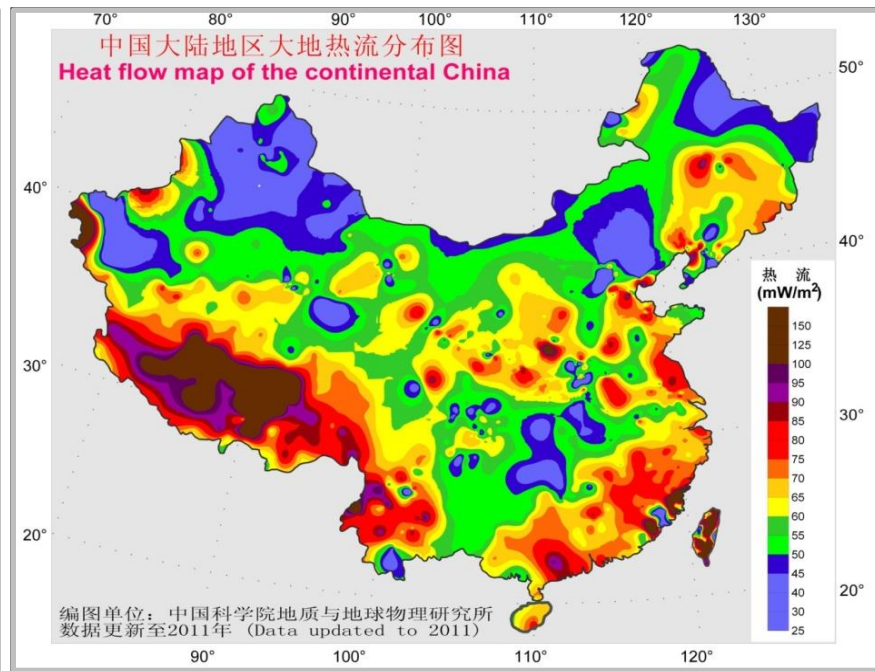 70° 80° 90° 100° 110° 120° 130°
中国大陆地区大地热流分布图
Heat flow map of the continental China
50°
40°
40°
30°
30°
20°
20°
热 流
(mW/m²)
150
100
95
90
85
80
75
70
65
60
55
50
45
40
30
25
编图单位：中国科学院地质与地球物理研究所
数据更新至2011年 (Data updated to 2011)
90° 100° 110° 120°